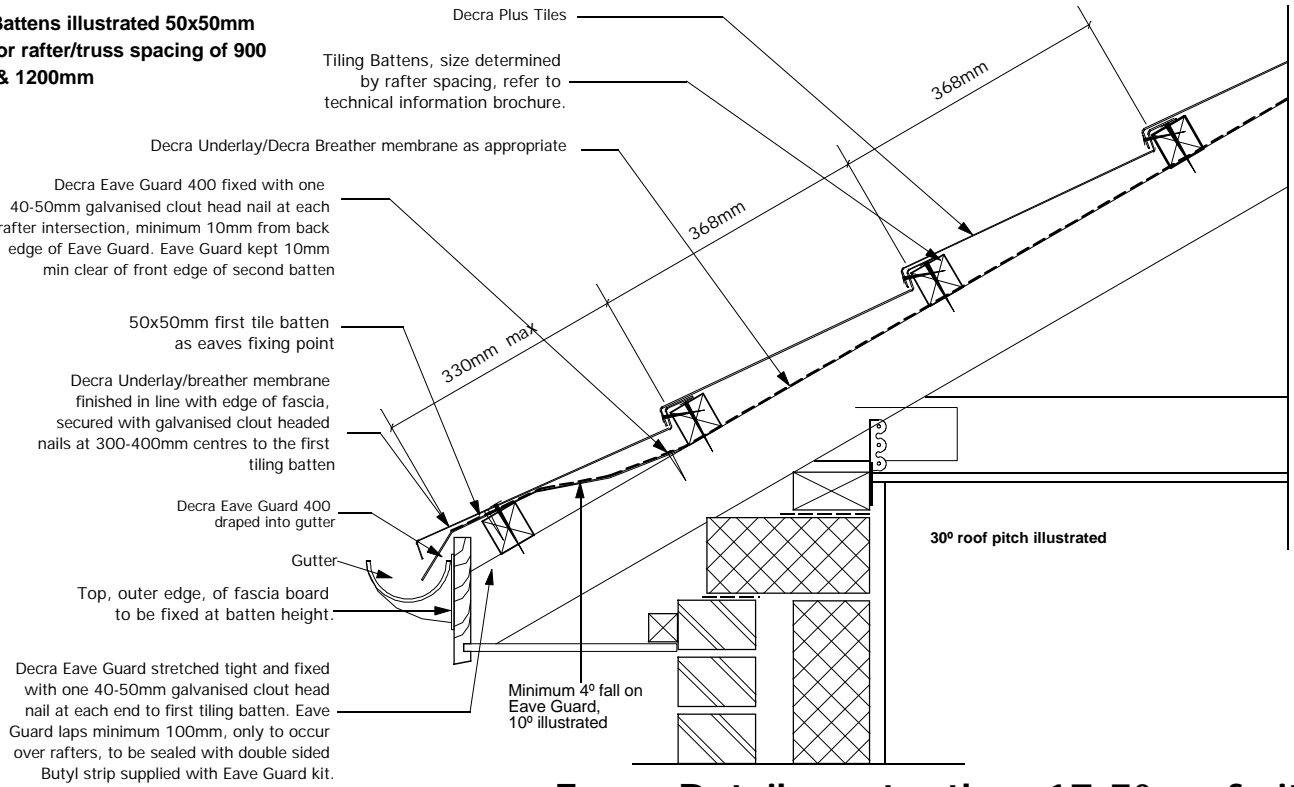 Battens illustrated 50x50mm
or rafter/truss spacing of 900
& 1200mm
Decra Plus Tiles
Tiling Battens, size determined
by rafter spacing, refer to
technical information brochure.
Decra Underlay/Decra Breather membrane as appropriate
Decra Eave Guard 400 fixed with one
40-50mm galvanised clout head nail at each
rafter intersection, minimum 10mm from back
edge of Eave Guard. Eave Guard kept 10mm
min clear of front edge of second batten
50x50mm first tile batten
as eaves fixing point
Decra Underlay/breather membrane
finished in line with edge of fascia,
secured with galvanised clout headed
nails at 300-400mm centres to the first
tiling batten
Decra Eave Guard 400
draped into gutter
Gutter
Top, outer edge, of fascia board
to be fixed at batten height.
Decra Eave Guard stretched tight and fixed
with one 40-50mm galvanised clout head
nail at each end to first tiling batten. Eave
Guard laps minimum 100mm, only to occur
over rafters, to be sealed with double sided
Butyl strip supplied with Eave Guard kit.
330mm max
368mm
368mm
30º roof pitch illustrated
Minimum 4º fall on
Eave Guard,
10º illustrated